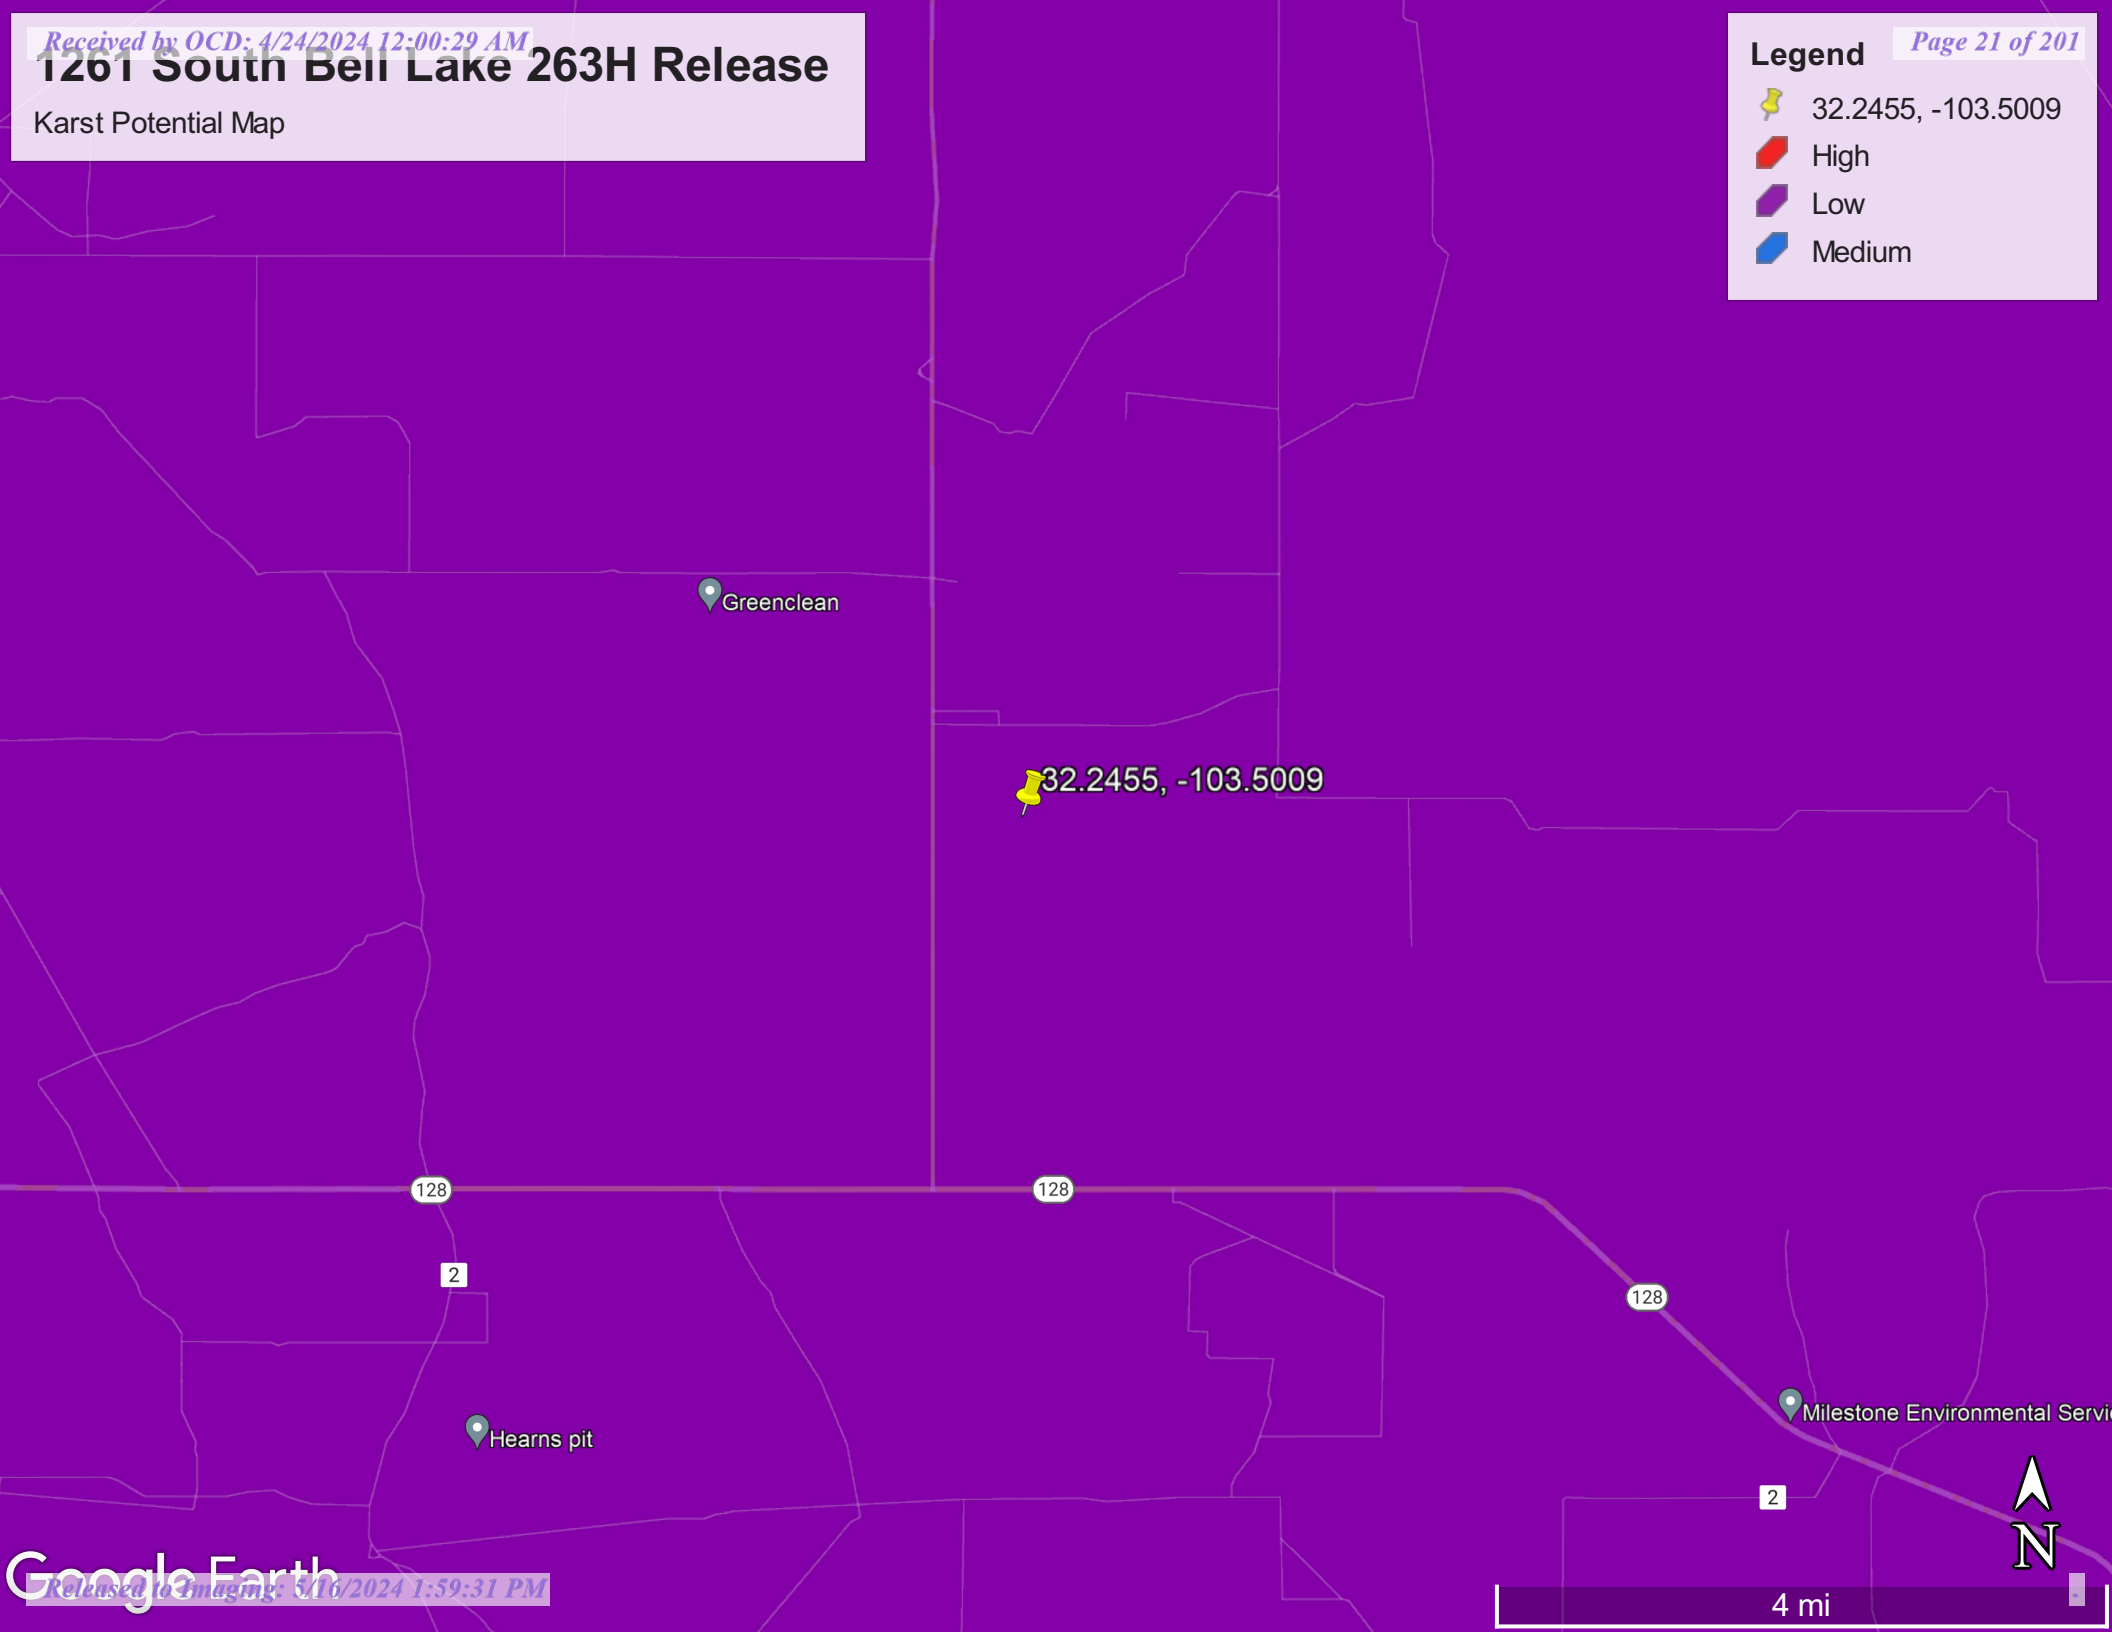 Received by OCD: 4/24/2024 12:00:29 AM
Page 21 of 201
1261 South Bell Lake 263H Release
Karst Potential Map
Legend
32.2455, -103.5009
High
Low
Medium
Greenclean
32.2455, -103.5009
128
128
2
128
Milestone Environmental Servic
Hearns pit
2
N
Google Earth
Released to Imaging: 5/16/2024 1:59:31 PM
4 mi